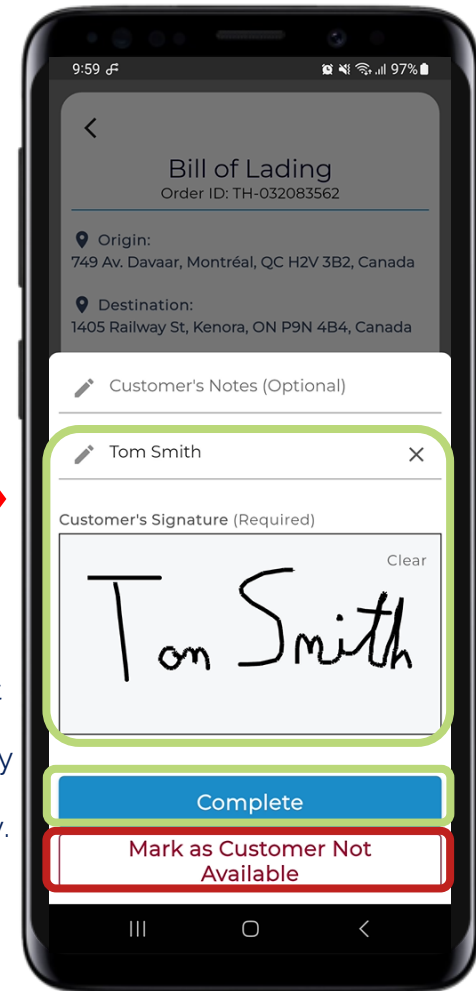 9:59
97%
Bill of Lading
Order ID: TH-032083562
Origin:
749 Av. Davaar, Montréal, QC H2V 3B2, Canada
Destination:
1405 Railway St, Kenora, ON P9N 4B4, Canada
Customer's Notes (Optional)
Tom Smith
Customer's Signature (Required)
Clear
Tom Smith
Complete
Mark as Customer Not
Available